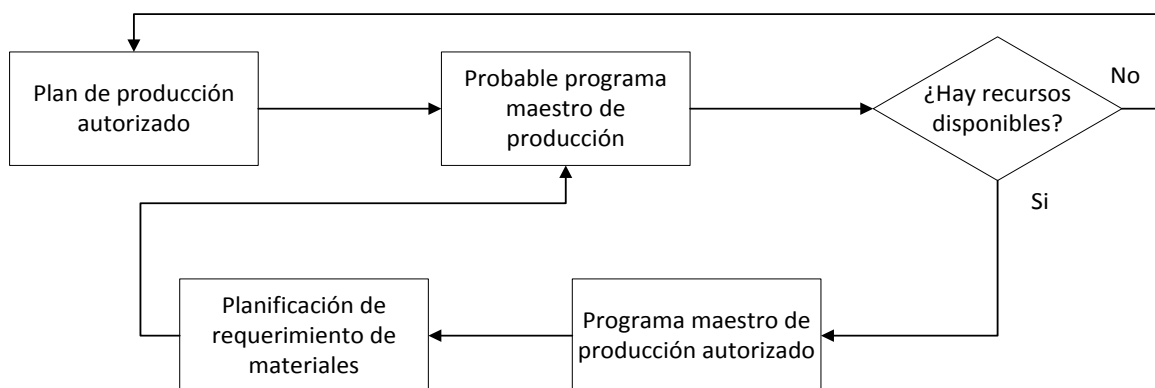 Plan de producción
autorizado
Probable programa
maestro de
producción
¿Hay recursos
disponibles?
No
Si
Programa maestro de
producción autorizado
Planificación de
requerimiento de
materiales